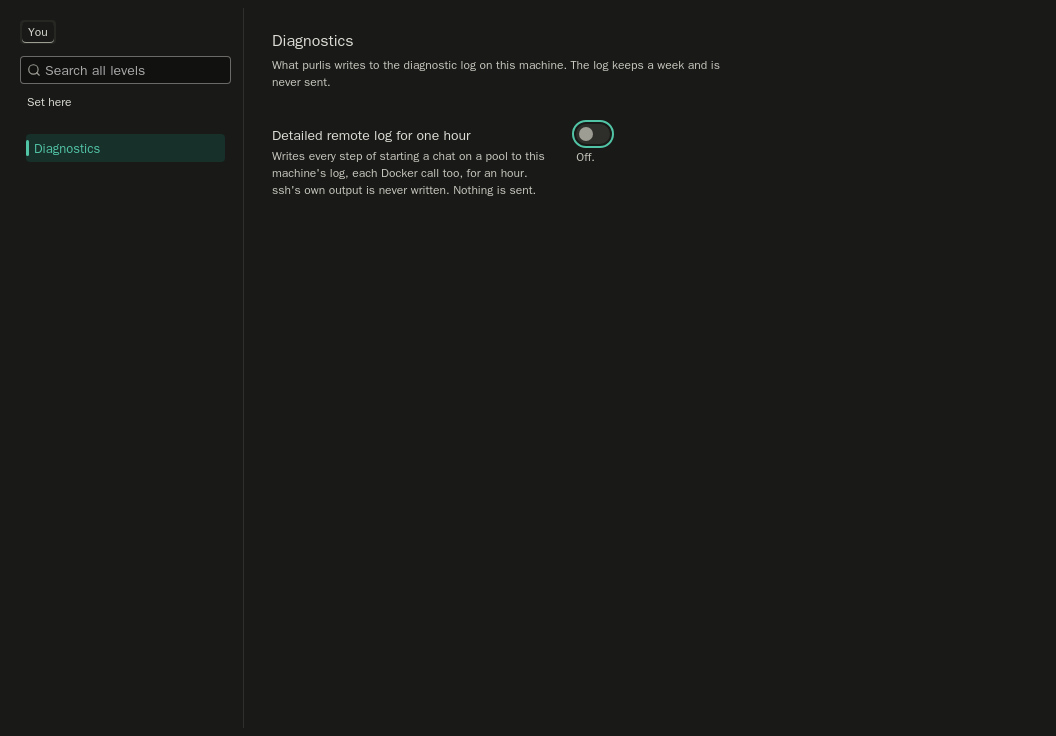 You
Search all levels
Set here
Diagnostics
Diagnostics
What purlis writes to the diagnostic log on this machine. The log keeps a week and is
never sent.
Detailed remote log for one hour
Writes every step of starting a chat on a pool to this
machine's log, each Docker call too, for an hour.
ssh's own output is never written. Nothing is sent.
Off.